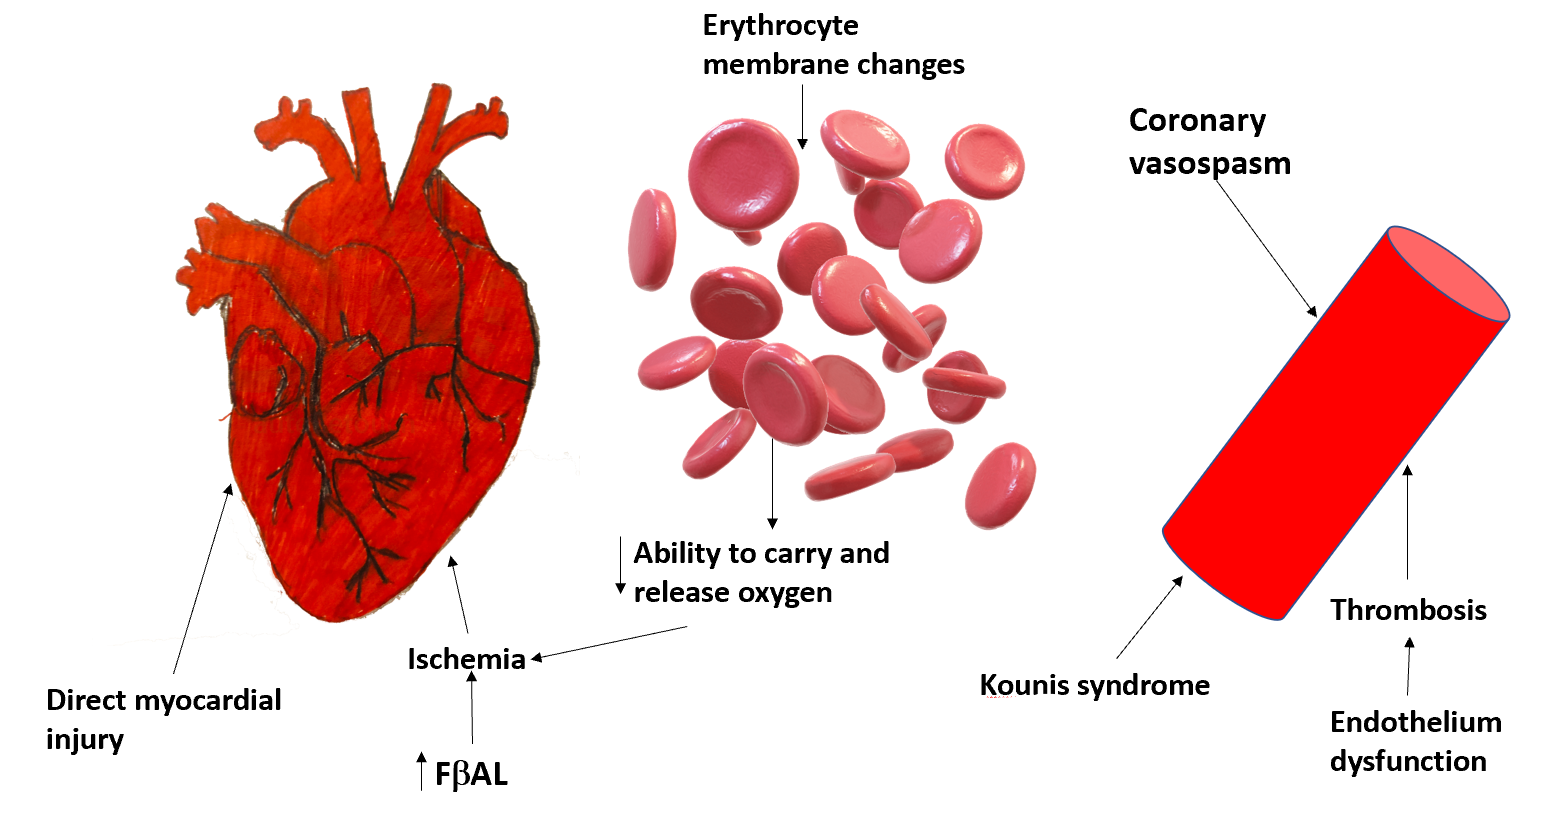 Erythrocyte
membrane changes
Coronary
vasospasm
Ability to carry and
release oxygen
Ischemia
Direct myocardial
injury
FβAL
Kounis syndrome
Thrombosis
Endothelium
dysfunction